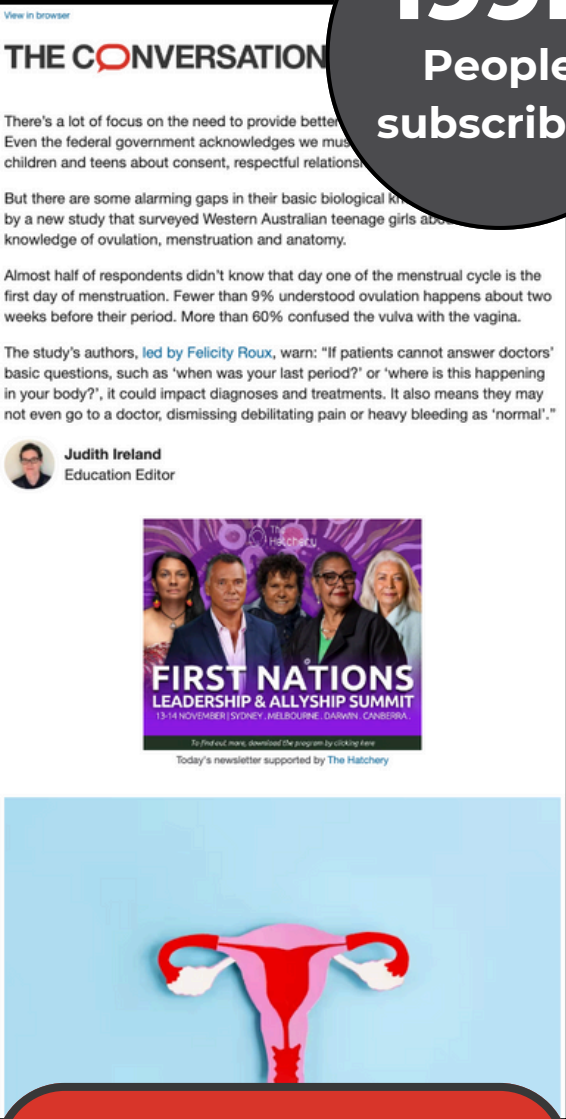 View in browser
THE CONVERSATION
People
subscrib
There's a lot of focus on the need to provide better
Even the federal government acknowledges we mus
children and teens about consent, respectful relations
But there are some alarming gaps in their basic biological
by a new study that surveyed Western Australian teenage girls
knowledge of ovulation, menstruation and anatomy.
Almost half of respondents didn't know that day one of the menstrual cycle is the
first day of menstruation. Fewer than 9% understood ovulation happens about two
weeks before their period. More than 60% confused the vulva with the vagina.
The study's authors, led by Felicity Roux, warn: “If patients cannot answer doctors’
basic questions, such as ‘when was your last period?’ or ‘where is this happening
in your body?’, it could impact diagnoses and treatments. It also means they may
not even go to a doctor, dismissing debilitating pain or heavy bleeding as ‘normal’.”
Judith Ireland
Education Editor
The
Hatchery
FIRST NATIONS
LEADERSHIP & ALLYSHIP SUMMIT
13-14 NOVEMBER | SYDNEY . MELBOURNE . DARWIN . CANBERRA .
To find out more, download the program by clicking here
Today's newsletter supported by The Hatchery